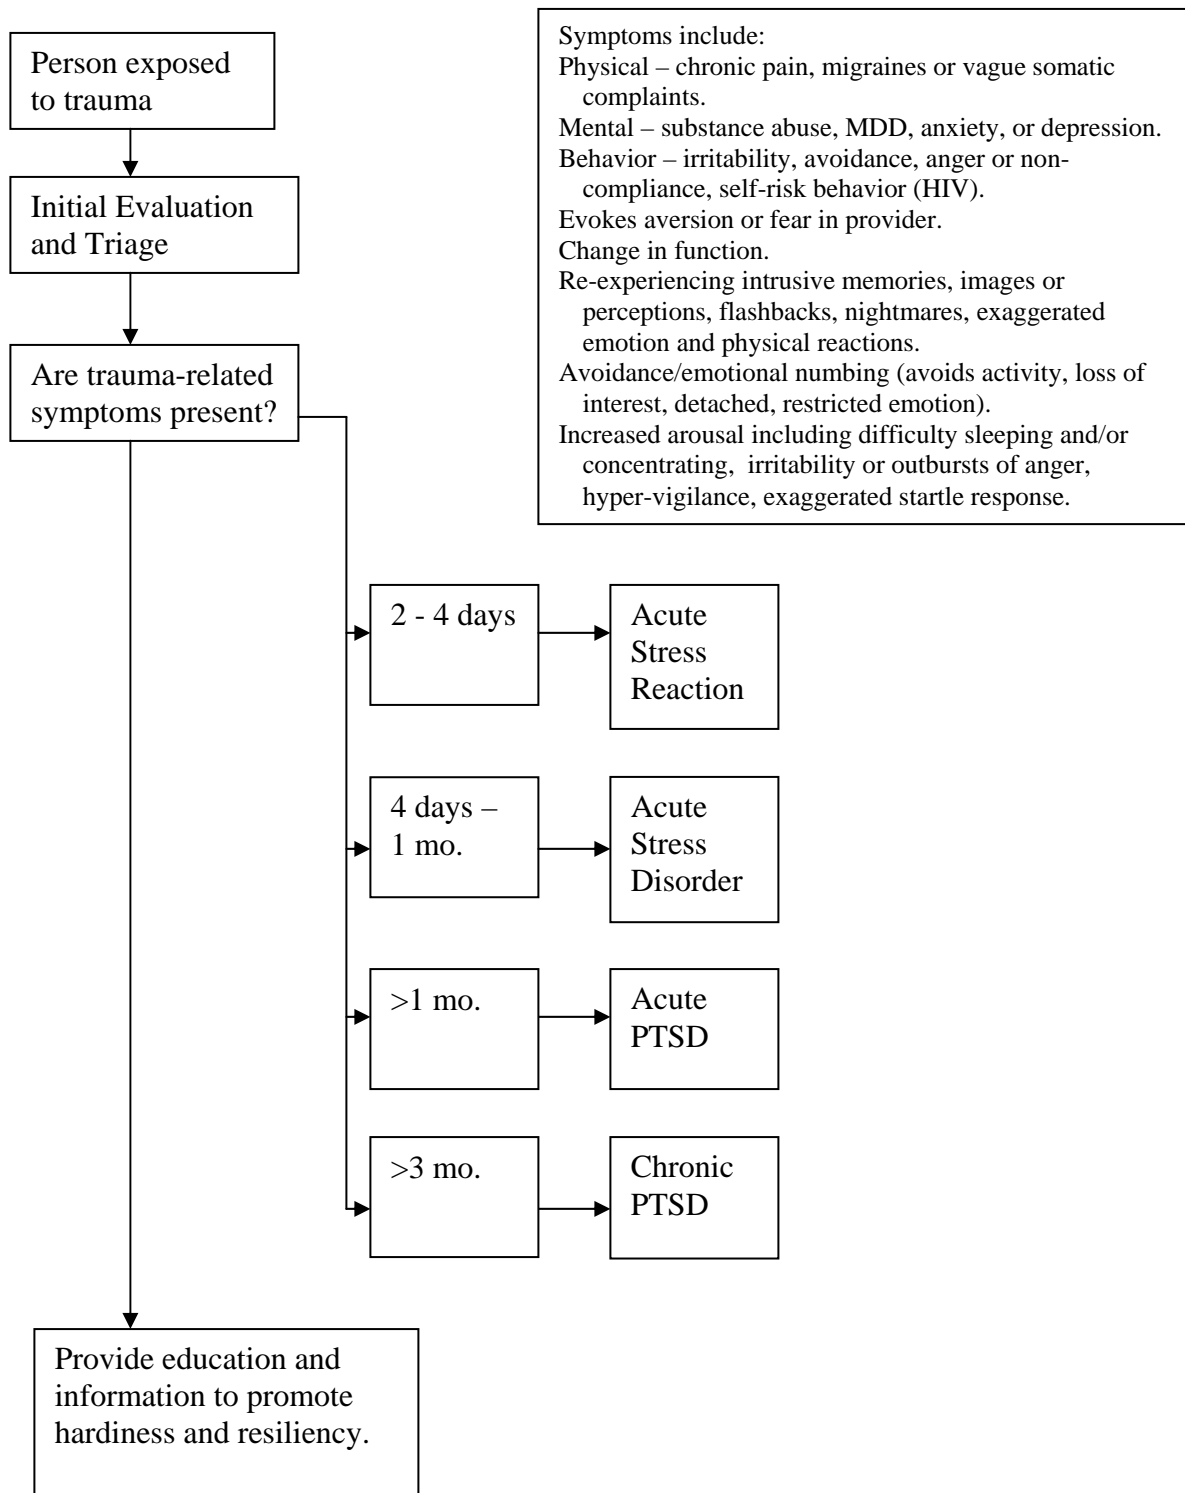 Person exposed
to trauma
Initial Evaluation
and Triage
Are trauma-related
symptoms present?
Symptoms include:
Physical – chronic pain, migraines or vague somatic
complaints.
Mental – substance abuse, MDD, anxiety, or depression.
Behavior – irritability, avoidance, anger or non-
compliance, self-risk behavior (HIV).
Evokes aversion or fear in provider.
Change in function.
Re-experiencing intrusive memories, images or
perceptions, flashbacks, nightmares, exaggerated
emotion and physical reactions.
Avoidance/emotional numbing (avoids activity, loss of
interest, detached, restricted emotion).
Increased arousal including difficulty sleeping and/or
concentrating,  irritability or outbursts of anger,
hyper-vigilance, exaggerated startle response.
2 - 4 days
Acute
Stress
Reaction
4 days –
1 mo.
Acute
Stress
Disorder
>1 mo.
Acute
PTSD
>3 mo.
Chronic
PTSD
Provide education and
information to promote
hardiness and resiliency.